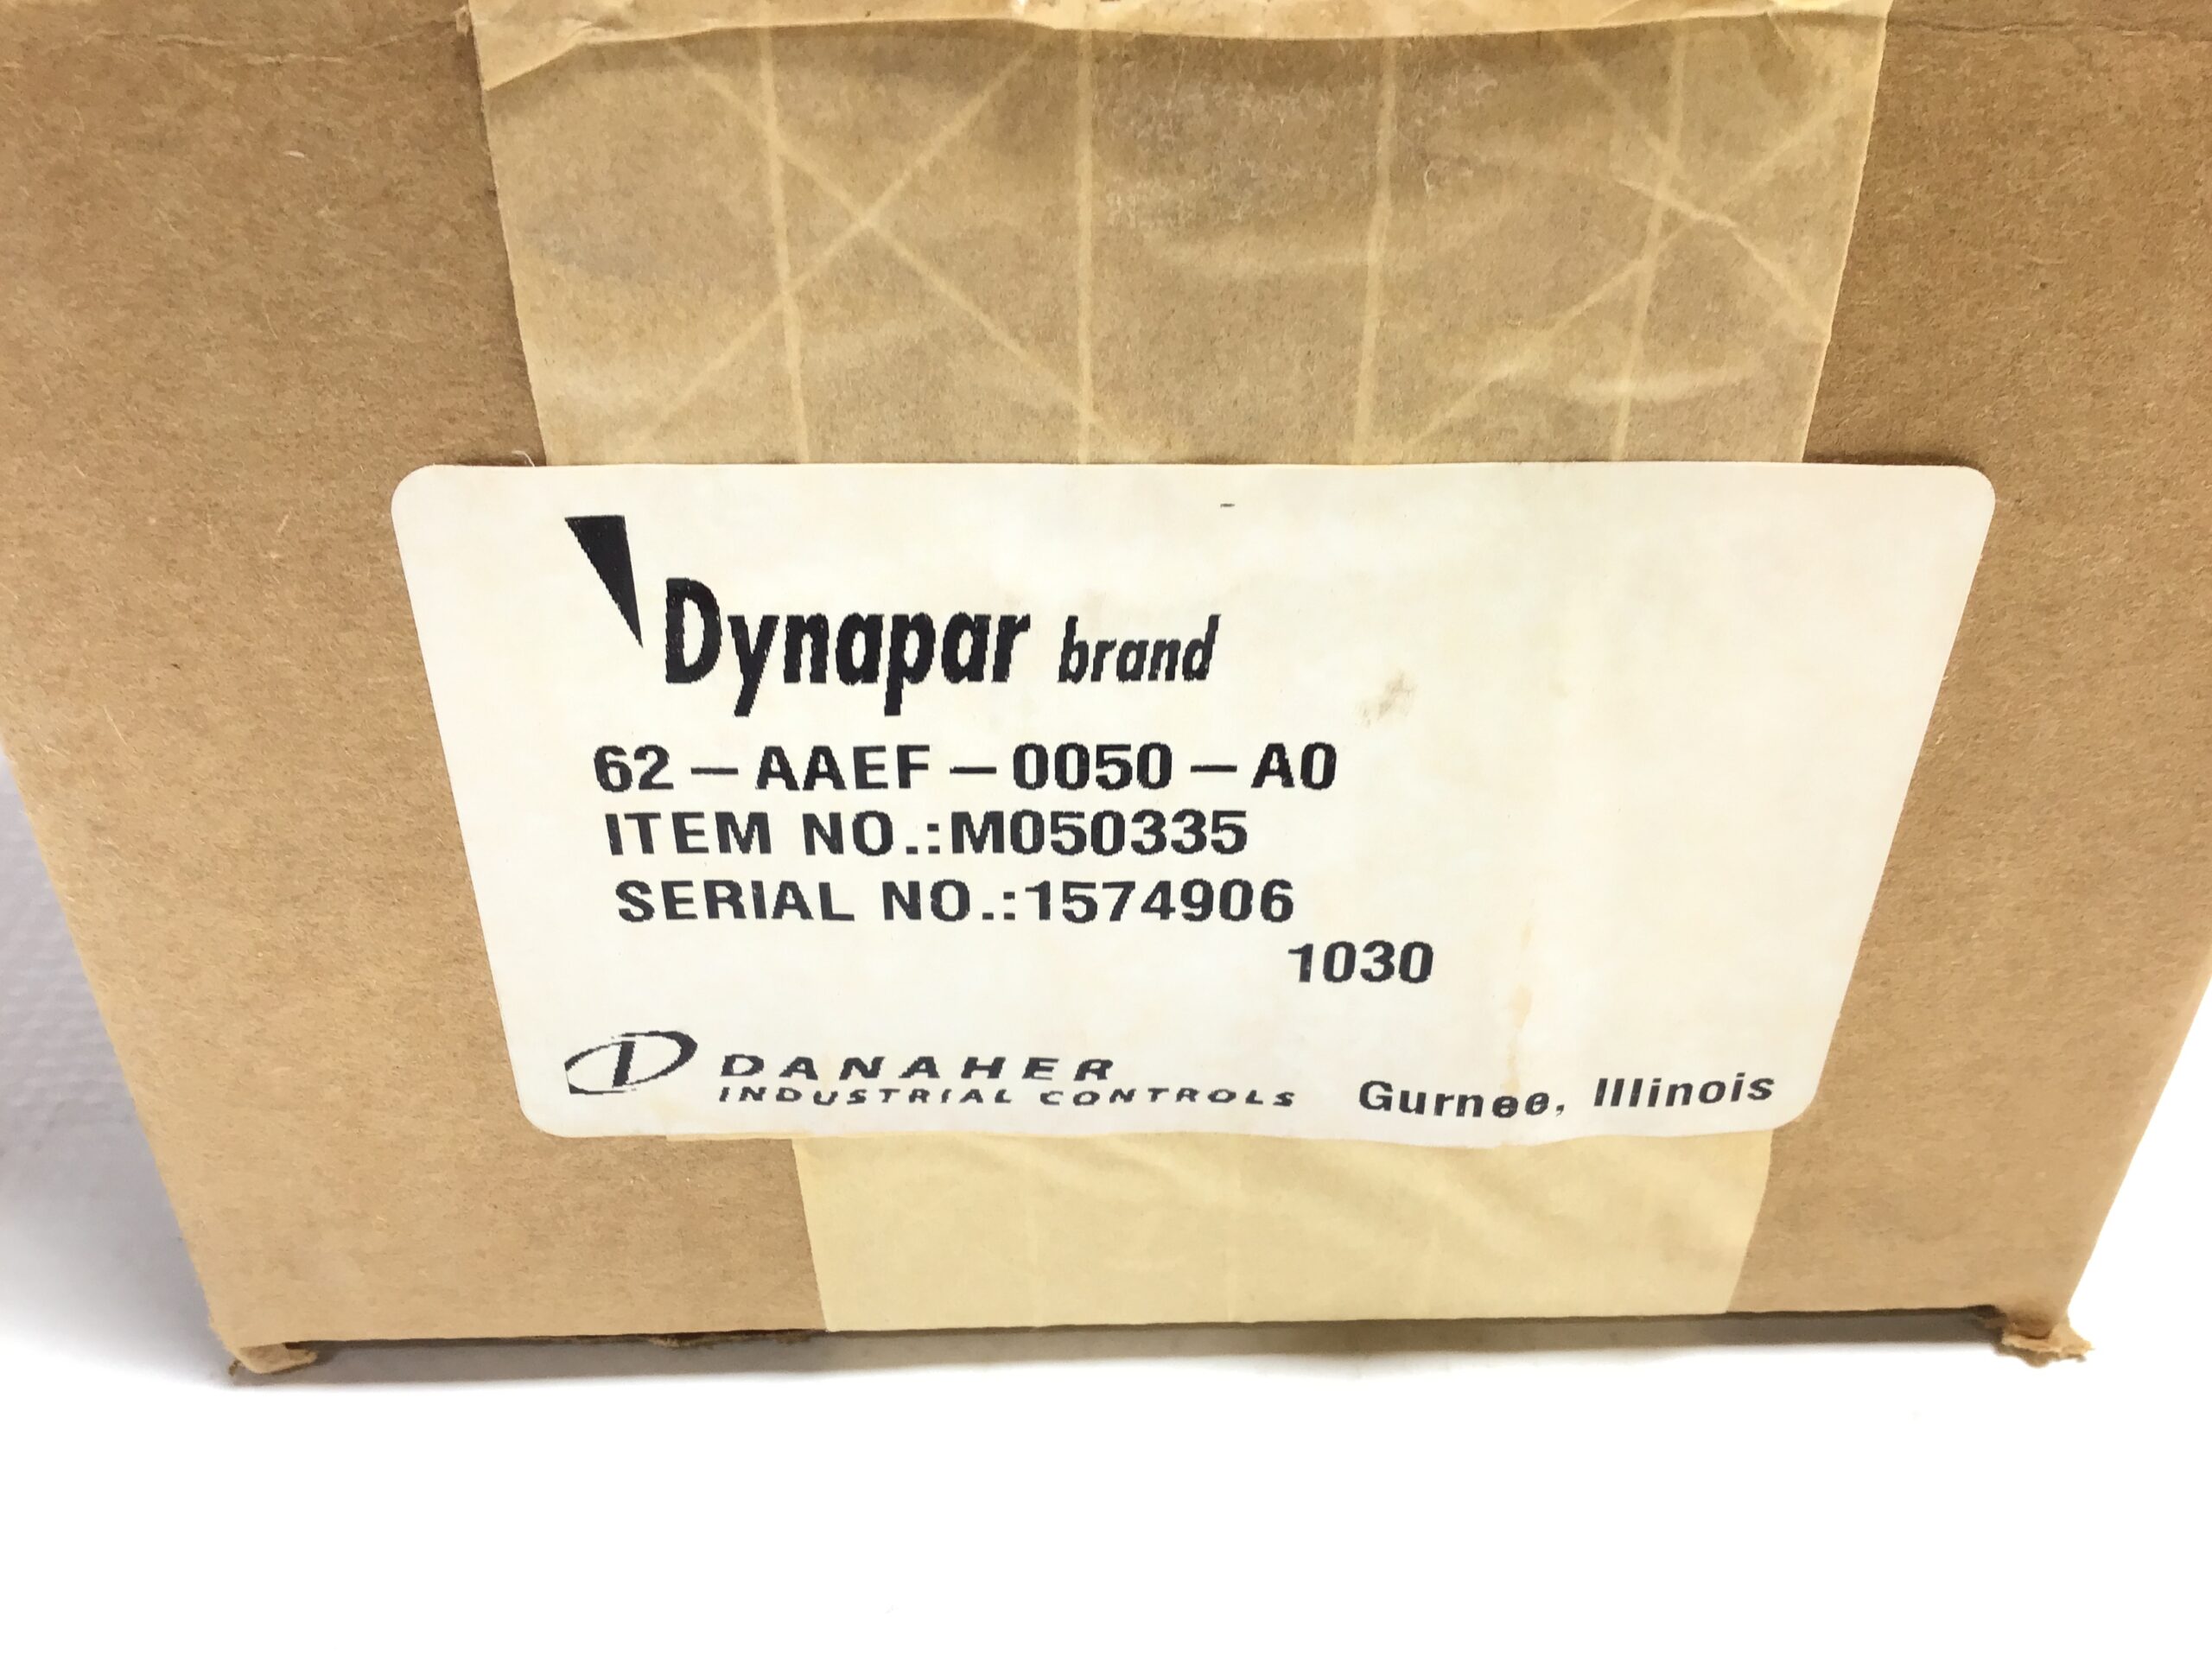 Dynapar brand
62-AAEF-0050-A0
ITEM NO.:M050335
SERIAL NO.:1574906
1030
DANAHER
INDUSTRIAL CONTROLS Gurnee, Illinois